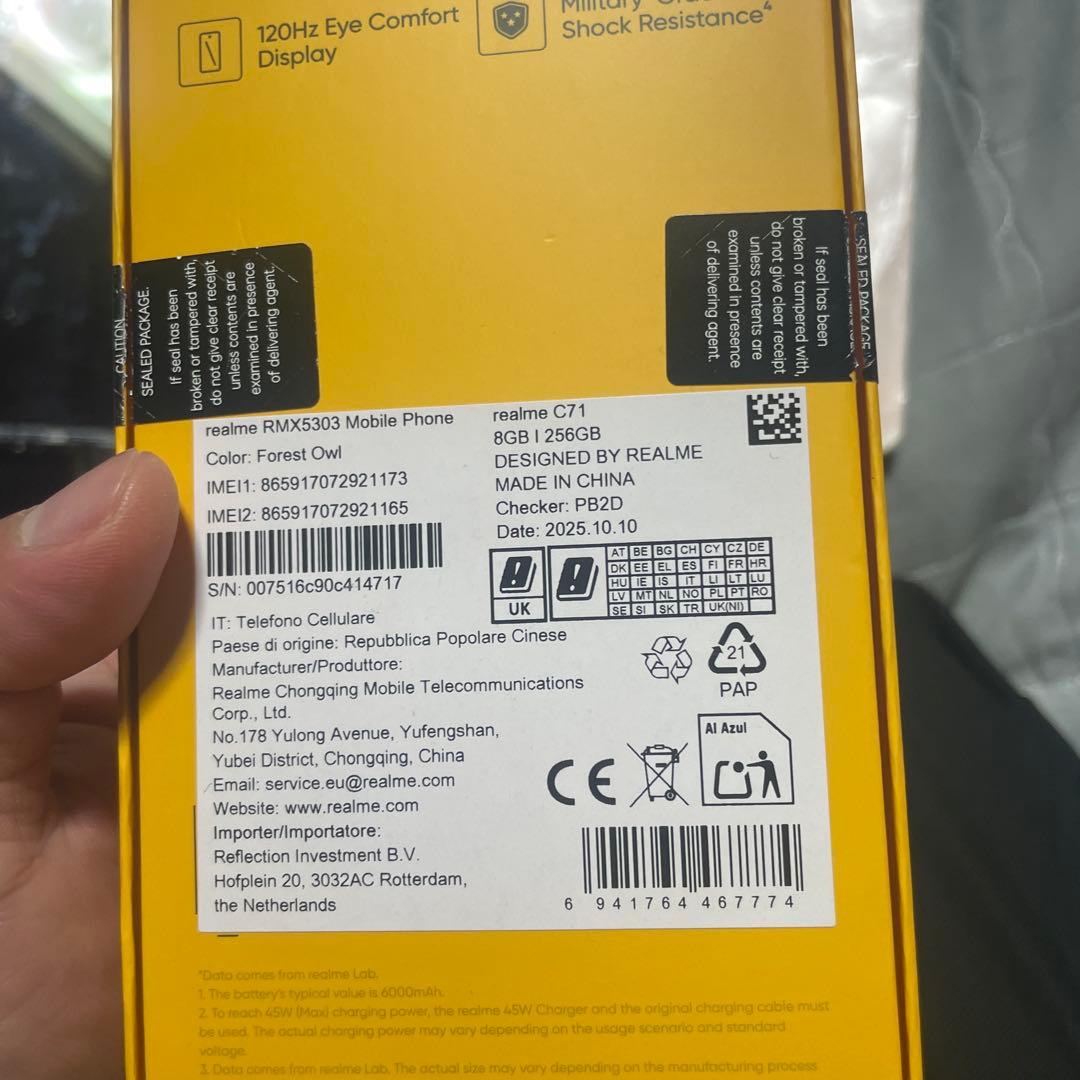 120Hz Eye Comfort
Display
Shock Resistance⁴
CAUTION
SEALED PACKAGE.
If seal has been
broken or tampered with,
do not give clear receipt
unless contents are
examined in presence
of delivering agent.
SEALED PACKAGE
If seal has been
broken or tampered with,
do not give clear receipt
unless contents are
examined in presence
of delivering agent.
realme RMX5303 Mobile Phone
Color: Forest Owl
IMEI1: 865917072921173
IMEI2: 865917072921165
S/N: 007516c90c414717
realme C71
8GB I 256GB
DESIGNED BY REALME
MADE IN CHINA
Checker: PB2D
Date: 2025.10.10
UK
AT BE BG CH CY CZ DE
DK EE EL ES FI FR HR
HU IE IS IT LI LT LU
LV MT NL NO PL PT RO
SE SI SK TR UK(NI)
IT: Telefono Cellulare
Paese di origine: Repubblica Popolare Cinese
Manufacturer/Produttore:
Realme Chongqing Mobile Telecommunications
Corp., Ltd.
No.178 Yulong Avenue, Yufengshan,
Yubei District, Chongqing, China
Email: service.eu@realme.com
Website: www.realme.com
Importer/Importatore:
Reflection Investment B.V.
Hofplein 20, 3032AC Rotterdam,
the Netherlands
21
PAP
Al Azul
CE
6 941764 467774
*Data comes from realme Lab.
1. The battery's typical value is 6000mAh.
2. To reach 45W (Max) charging power, the realme 45W Charger and the original charging cable must
be used. The actual charging power may vary depending on the usage scenario and standard
voltage.
3. Data comes from realme Lab. The actual size may vary depending on the manufacturing process